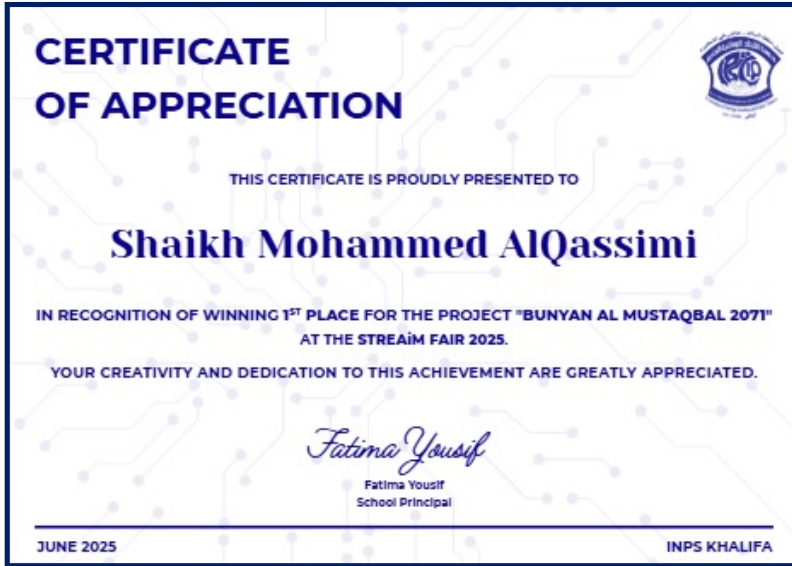 CERTIFICATE
OF APPRECIATION
THIS CERTIFICATE IS PROUDLY PRESENTED TO
Shaikh Mohammed AlQassimi
IN RECOGNITION OF WINNING 1ST PLACE FOR THE PROJECT "BUNYAN AL MUSTAQBAL 2071"
AT THE STREAiM FAIR 2025.
YOUR CREATIVITY AND DEDICATION TO THIS ACHIEVEMENT ARE GREATLY APPRECIATED.
Fatima Yousif
Fatima Yousif
School Principal
JUNE 2025
INPS KHALIFA